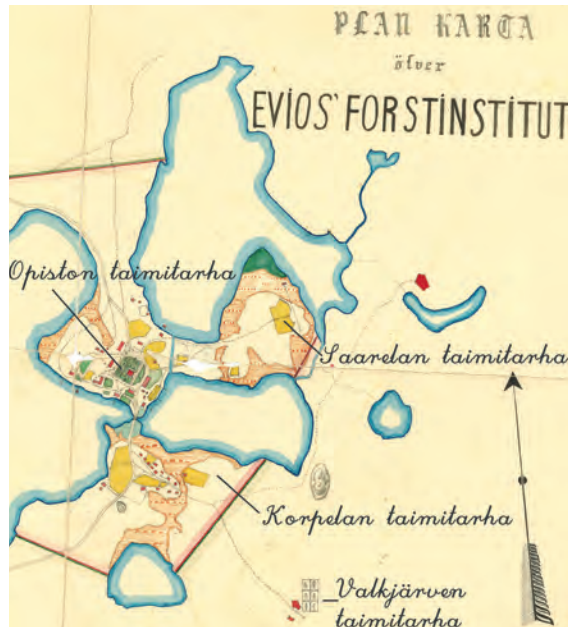 PLAN KARTA
öfver
EVIOS' FORSTINSTITUT
Opiston taimitarha
Saarelan taimitarha
Korpelan taimitarha
Valkjärven
taimitarha